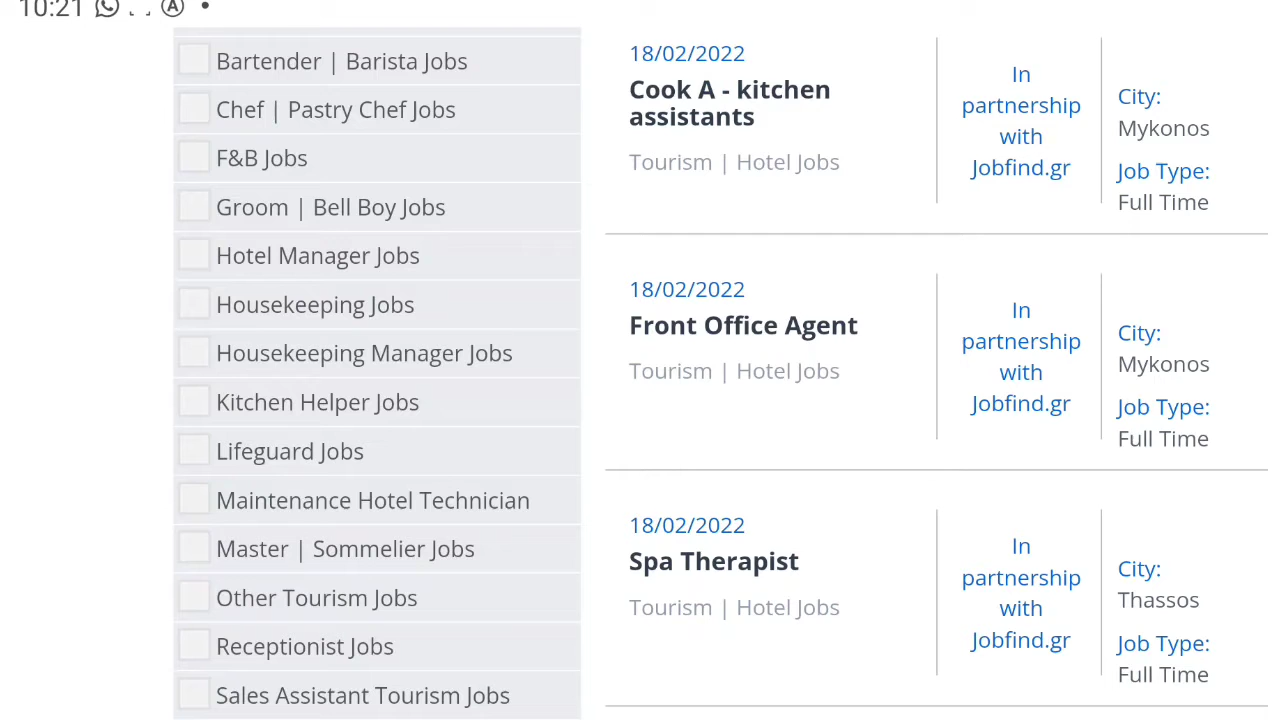 10:21
Bartender | Barista Jobs
Chef | Pastry Chef Jobs
F&B Jobs
Groom | Bell Boy Jobs
Hotel Manager Jobs
Housekeeping Jobs
Housekeeping Manager Jobs
Kitchen Helper Jobs
Lifeguard Jobs
Maintenance Hotel Technician
Master | Sommelier Jobs
Other Tourism Jobs
Receptionist Jobs
Sales Assistant Tourism Jobs
18/02/2022
Cook A - kitchen
assistants
Tourism | Hotel Jobs
In
partnership
with
Jobfind.gr
City:
Mykonos
Job Type:
Full Time
18/02/2022
Front Office Agent
Tourism | Hotel Jobs
In
partnership
with
Jobfind.gr
City:
Mykonos
Job Type:
Full Time
18/02/2022
Spa Therapist
Tourism | Hotel Jobs
In
partnership
with
Jobfind.gr
City:
Thassos
Job Type:
Full Time